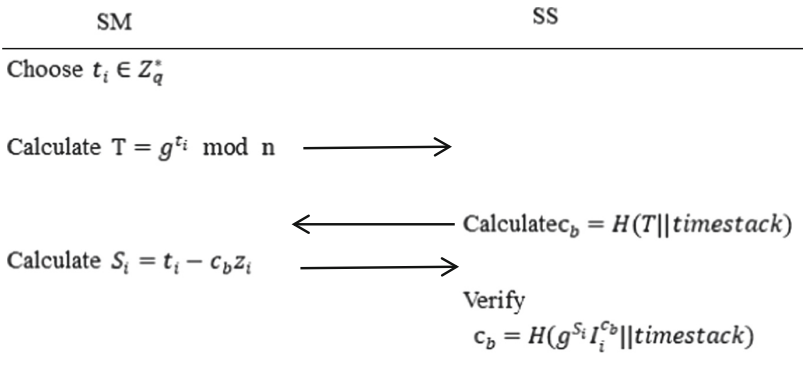 SM
SS
Choose t_i ∈ Z_q^*
Calculate T = g^{t_i} mod n
Calculatec_b = H(T||timestack)
Calculate S_i = t_i − c_b z_i
Verify
c_b = H(g^{S_i} I_i^{c_b}||timestack)